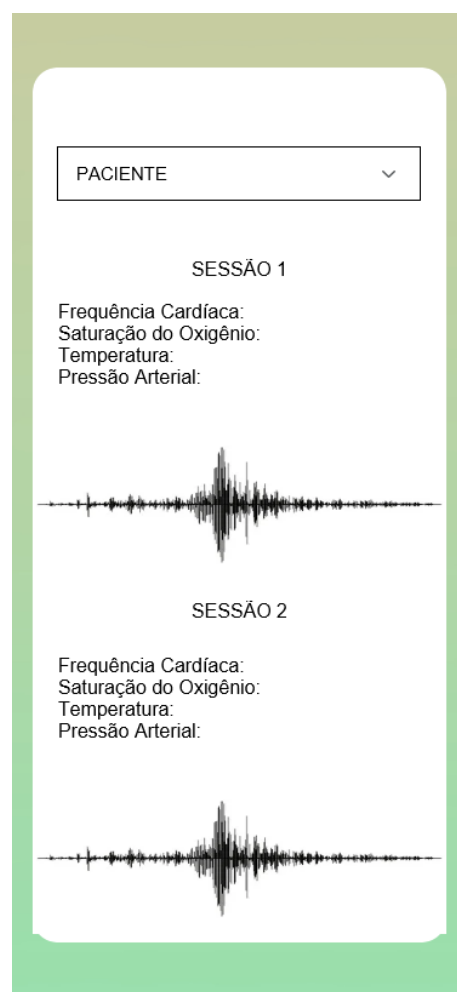 PACIENTE
SESSÃO 1
Frequência Cardíaca:
Saturação do Oxigênio:
Temperatura:
Pressão Arterial:
SESSÃO 2
Frequência Cardíaca:
Saturação do Oxigênio:
Temperatura:
Pressão Arterial: